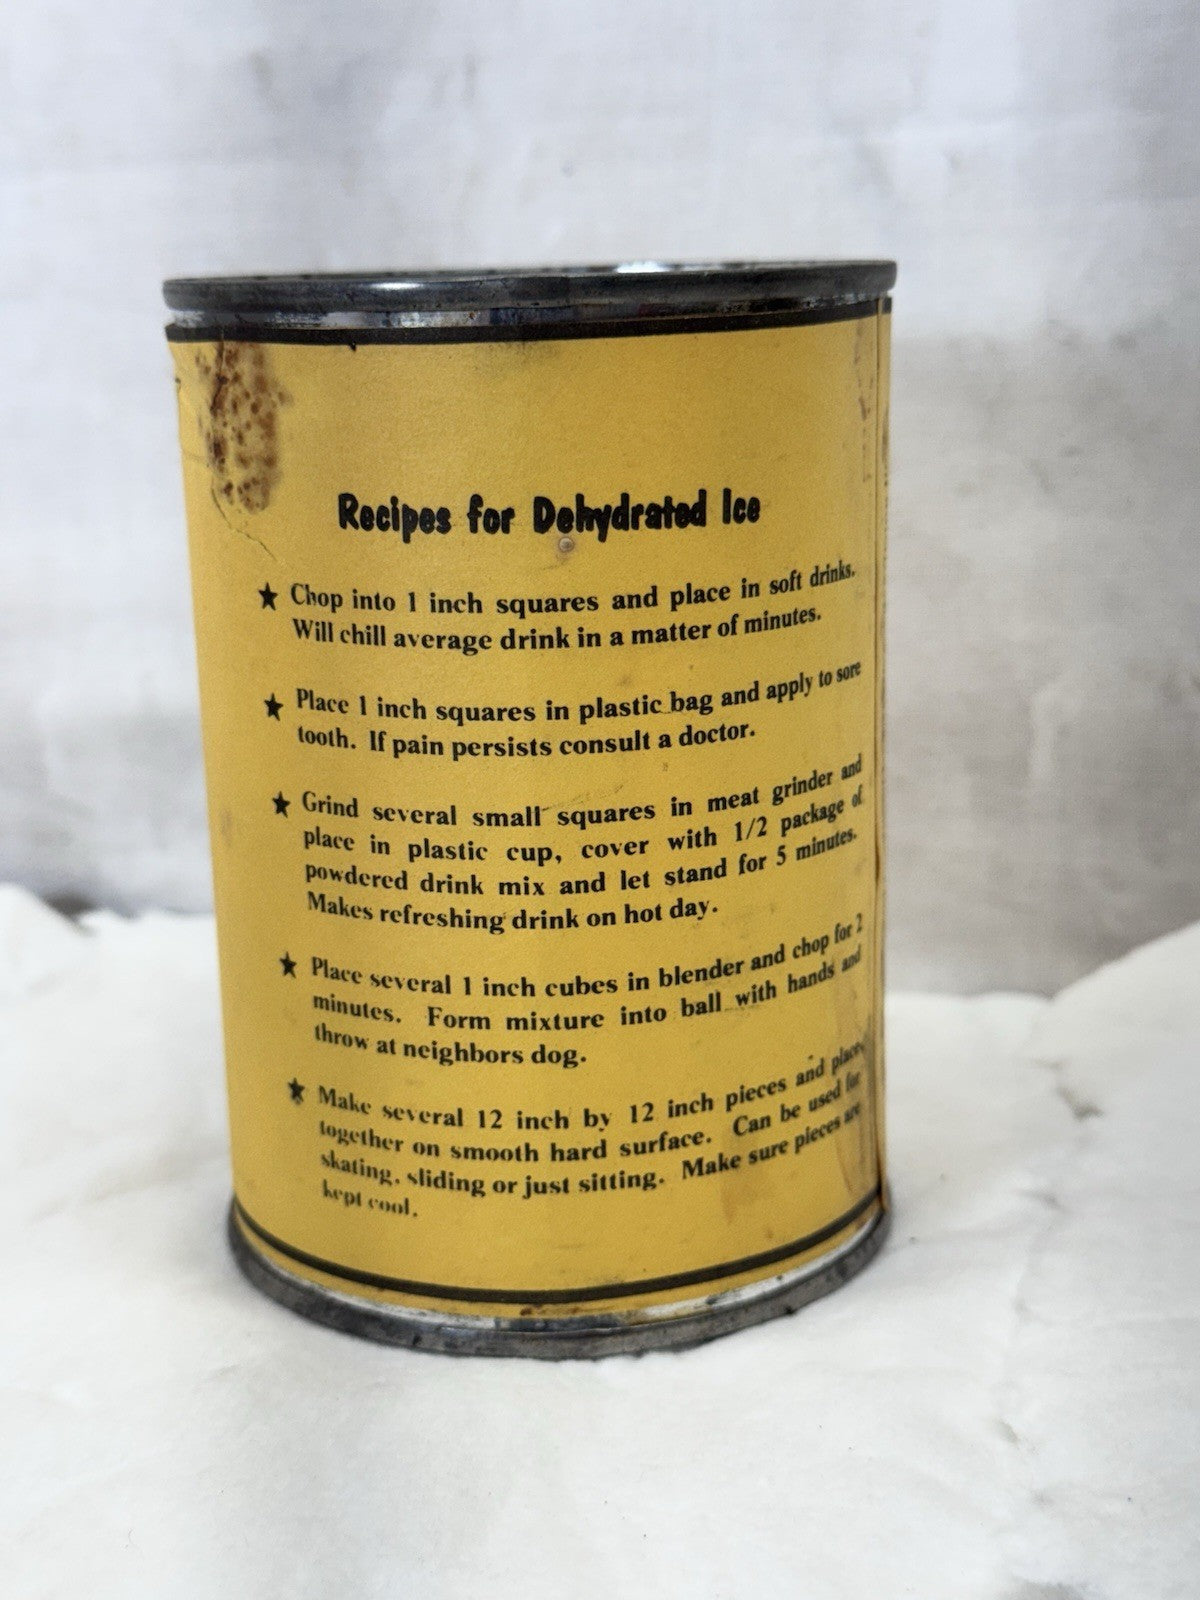 Recipes for Dehydrated Ice
★ Chop into 1 inch squares and place in soft drinks.
Will chill average drink in a matter of minutes.
★ Place 1 inch squares in plastic bag and apply to sore
tooth. If pain persists consult a doctor.
★ Grind several small squares in meat grinder and
place in plastic cup, cover with 1/2 package of
powdered drink mix and let stand for 5 minutes.
Makes refreshing drink on hot day.
★ Place several 1 inch cubes in blender and chop for 2
minutes. Form mixture into ball with hands and
throw at neighbors dog.
★ Make several 12 inch by 12 inch pieces and placed
together on smooth hard surface. Can be used for
skating, sliding or just sitting. Make sure pieces are
kept cool.